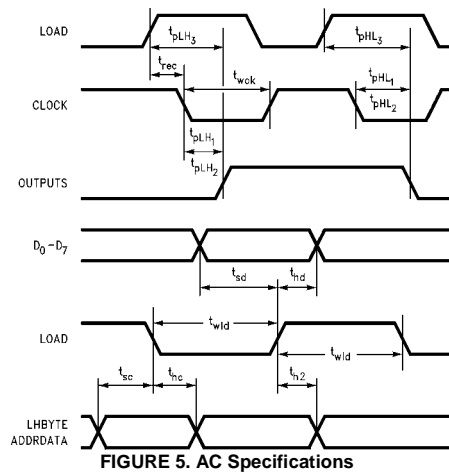 LOAD
tpLH3
tpHL3
trec
CLOCK
twck
tpHL1
tpHL2
tpLH1
tpLH2
OUTPUTS
D0-D7
tsd
thd
LOAD
twld
twld
tsc
thc
th2
LHBYTE
ADDRDATA
FIGURE 5. AC Specifications